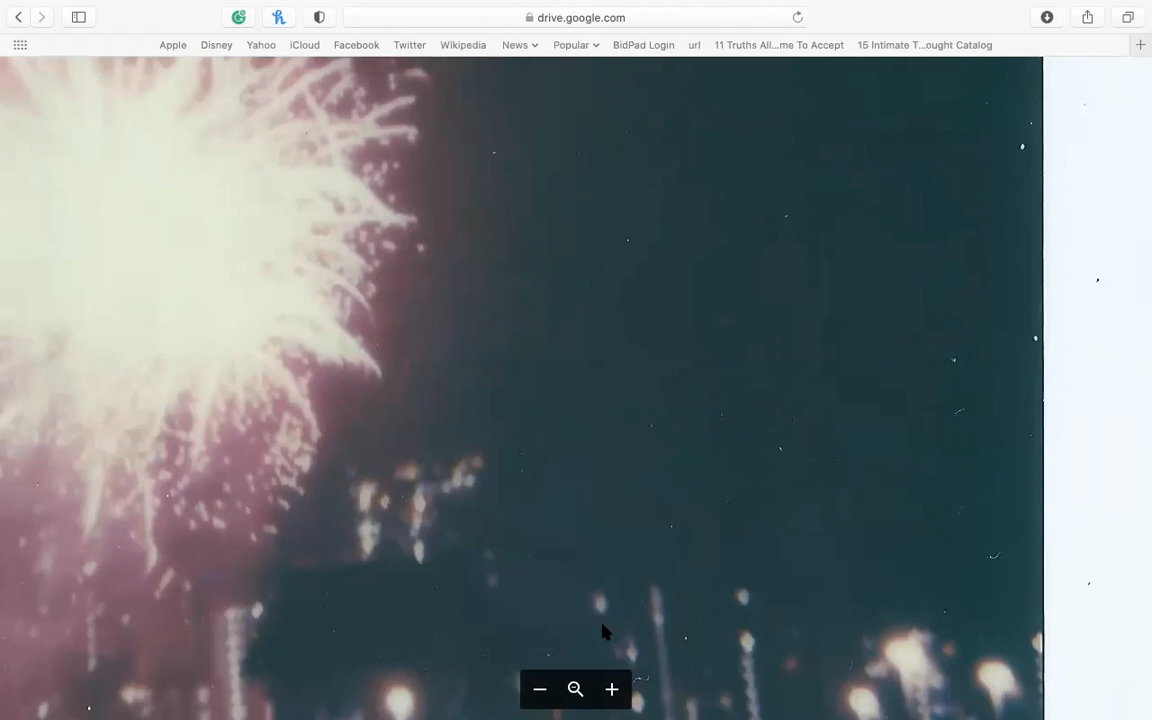 drive.google.com
Apple Disney Yahoo iCloud Facebook Twitter Wikipedia News Popular BidPad Login url 11 Truths All...me To Accept 15 Intimate T...ought Catalog